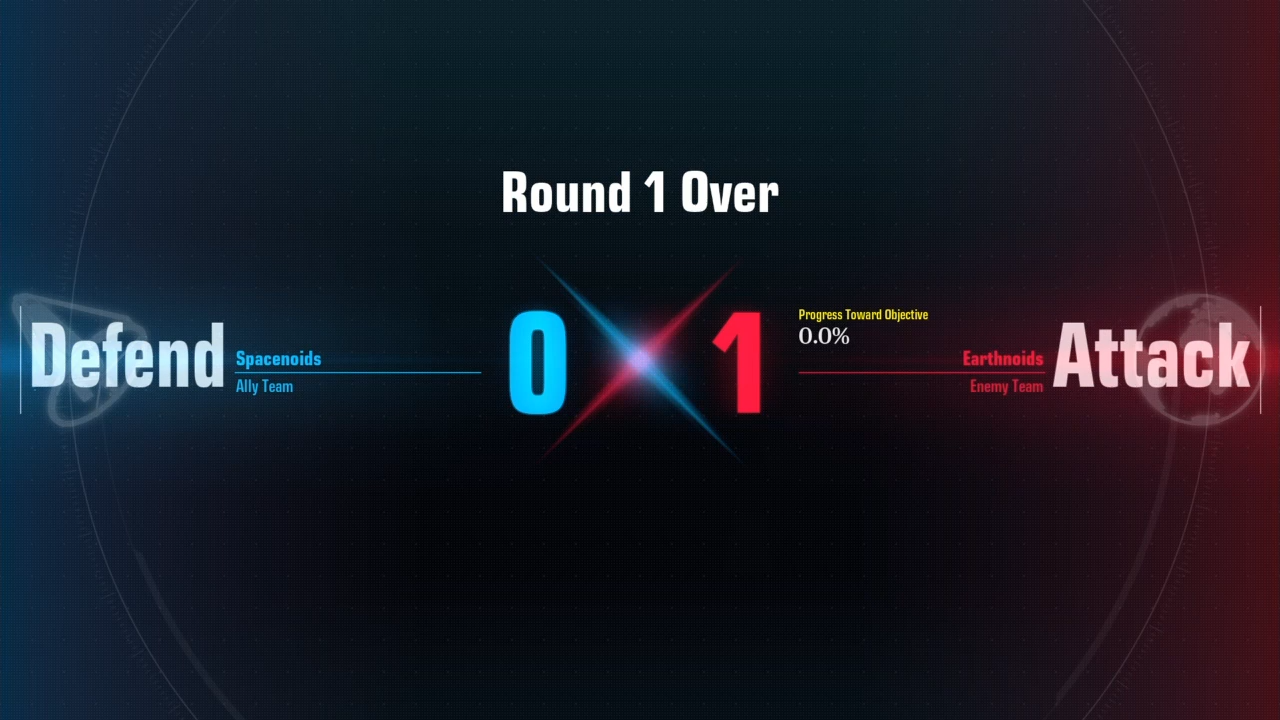 Round 1 Over
Defend
Spacenoids
Ally Team
0
1
Progress Toward Objective
0.0%
Earthnoids
Enemy Team
Attack